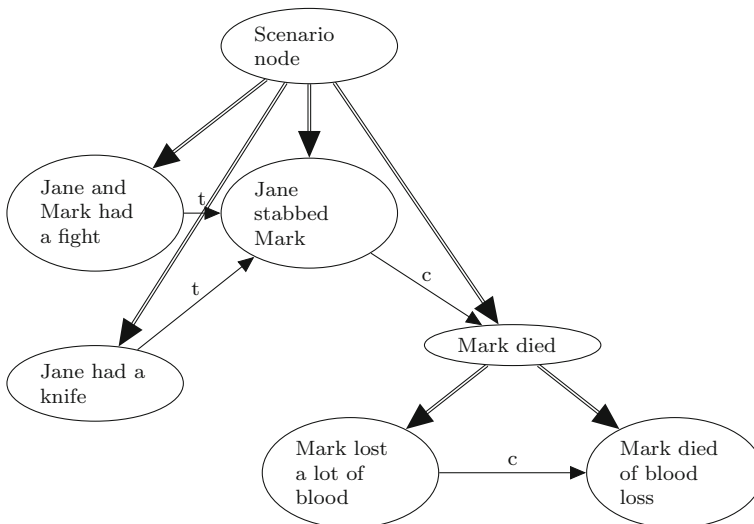 Scenario
node
Jane and
Mark had
a fight
t
Jane
stabbed
Mark
t
c
Mark died
Jane had a
knife
Mark lost
a lot of
blood
c
Mark died
of blood
loss